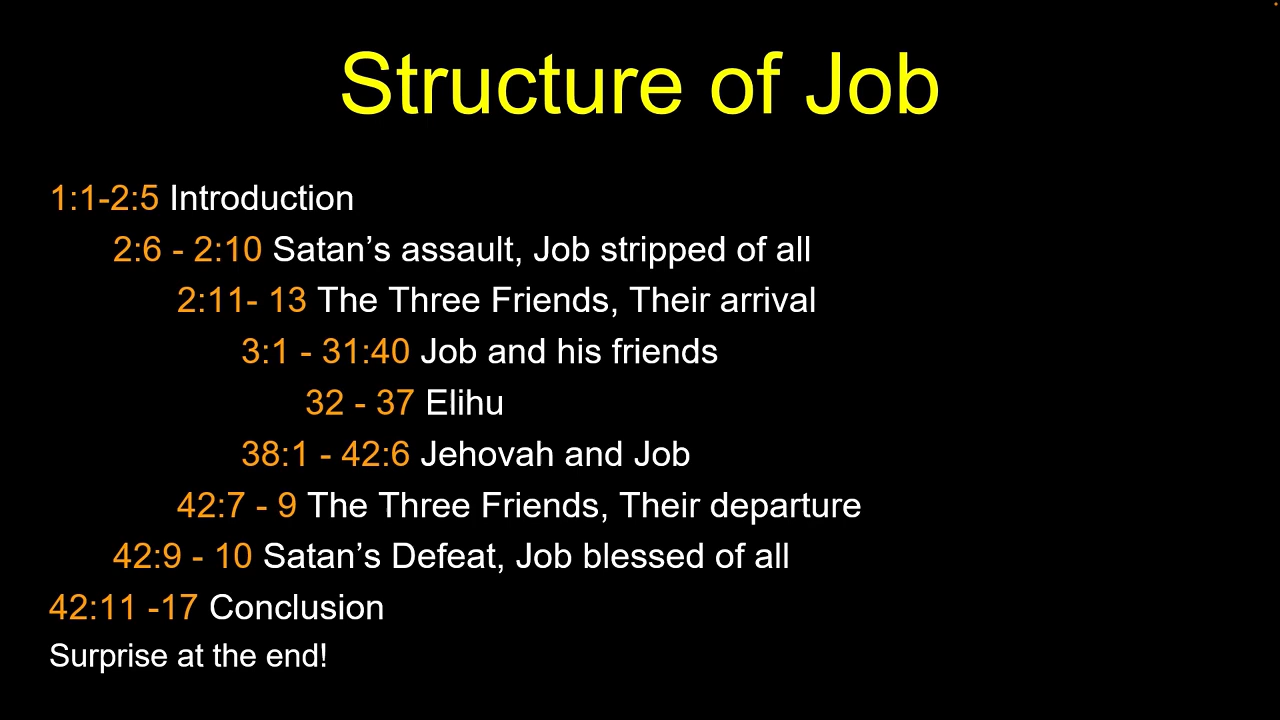 Structure of Job
1:1-2:5 Introduction
2:6 - 2:10 Satan’s assault, Job stripped of all
2:11- 13 The Three Friends, Their arrival
3:1 - 31:40 Job and his friends
32 - 37 Elihu
38:1 - 42:6 Jehovah and Job
42:7 - 9 The Three Friends, Their departure
42:9 - 10 Satan’s Defeat, Job blessed of all
42:11 -17 Conclusion
Surprise at the end!